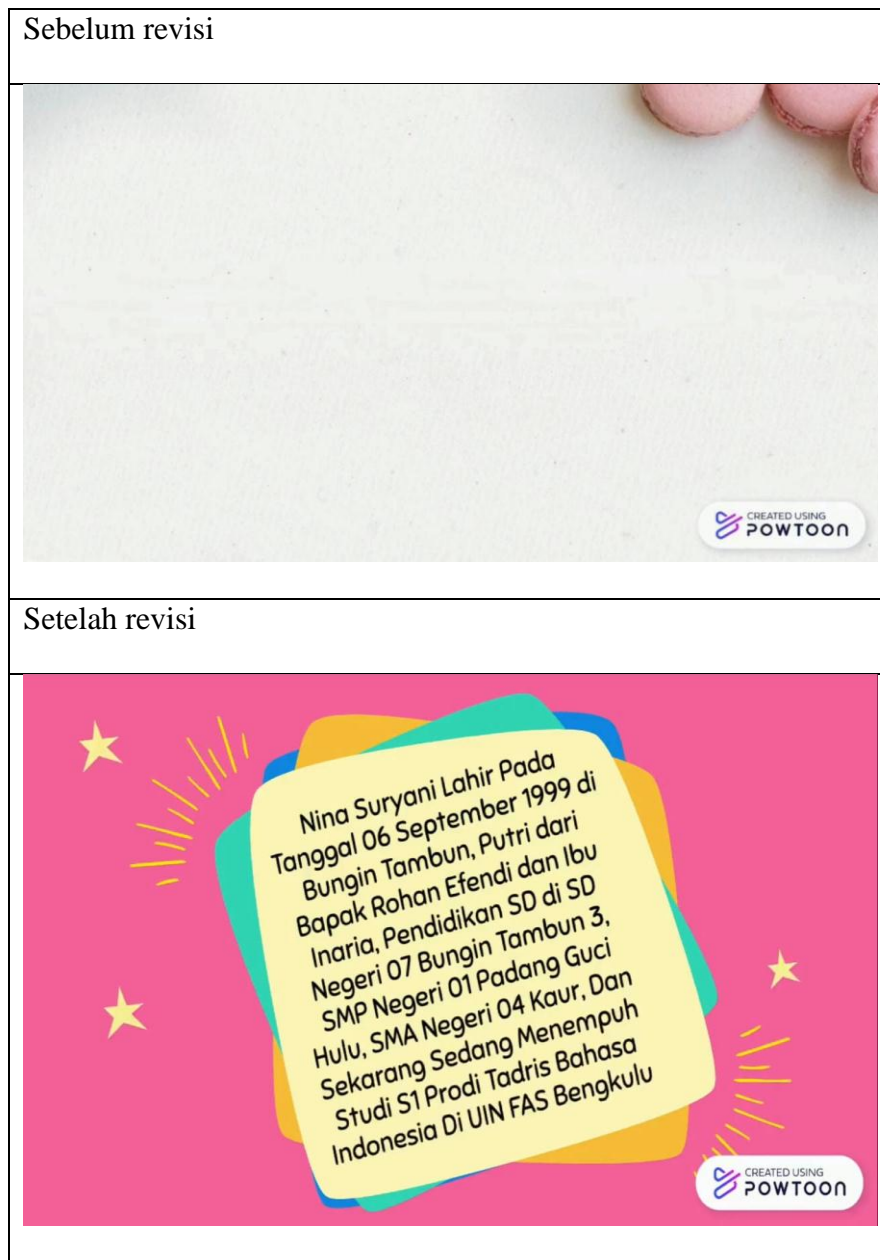 Sebelum revisi
CREATED USING
POWTOON
Setelah revisi
Nina Suryani Lahir Pada
Tanggal 06 September 1999 di
Bungin Tambun, Putri dari
Bapak Rohan Efendi dan Ibu
Inaria, Pendidikan SD di SD
Negeri 07 Bungin Tambun 3,
SMP Negeri 01 Padang Guci
Hulu, SMA Negeri 04 Kaur, Dan
Sekarang Sedang Menempuh
Studi S1 Prodi Tadris Bahasa
Indonesia Di UIN FAS Bengkulu
CREATED USING
POWTOON